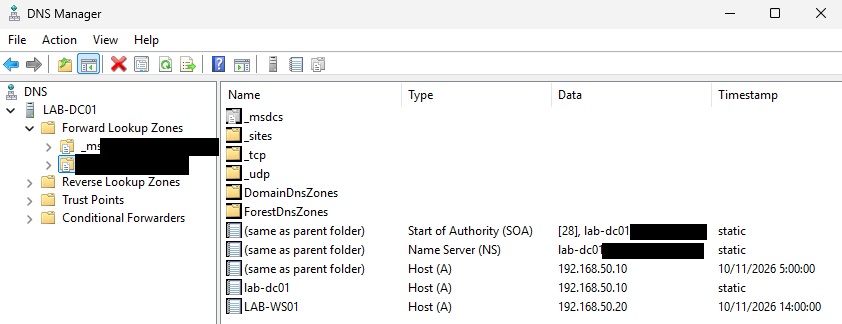 DNS Manager
File Action View Help
DNS
LAB-DC01
Forward Lookup Zones
_ms
Reverse Lookup Zones
Trust Points
Conditional Forwarders
Name Type Data Timestamp
_msdcs
_sites
_tcp
_udp
DomainDnsZones
ForestDnsZones
(same as parent folder) Start of Authority (SOA) [28], lab-dc01 static
(same as parent folder) Name Server (NS) lab-dc01 static
(same as parent folder) Host (A) 192.168.50.10 10/11/2026 5:00:00
lab-dc01 Host (A) 192.168.50.10 static
LAB-WS01 Host (A) 192.168.50.20 10/11/2026 14:00:00